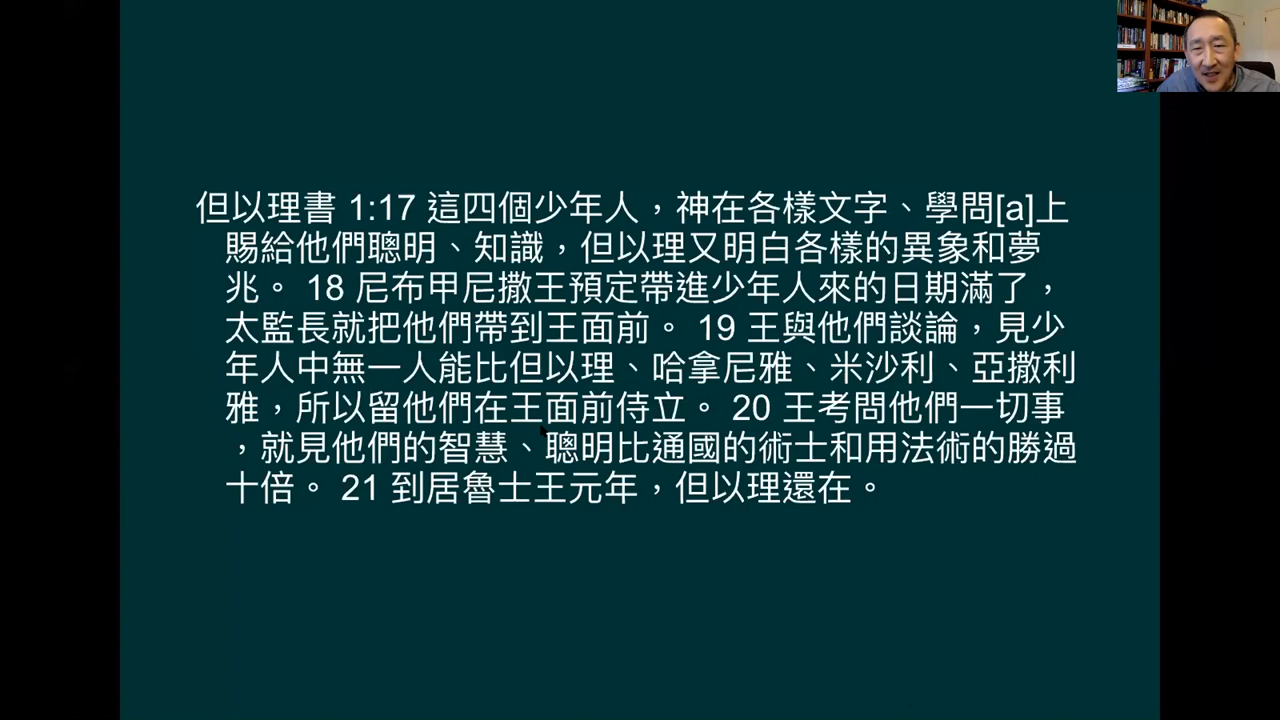 但以理書 1:17 這四個少年人，神在各樣文字、學問[a]上
賜給他們聰明、知識，但以理又明白各樣的異象和夢
兆。 18 尼布甲尼撒王預定帶進少年人來的日期滿了，
太監長就把他們帶到王面前。 19 王與他們談論，見少
年人中無一人能比但以理、哈拿尼雅、米沙利、亞撒利
雅，所以留他們在王面前侍立。 20 王考問他們一切事
，就見他們的智慧、聰明比通國的術士和用法術的勝過
十倍。 21 到居魯士王元年，但以理還在。